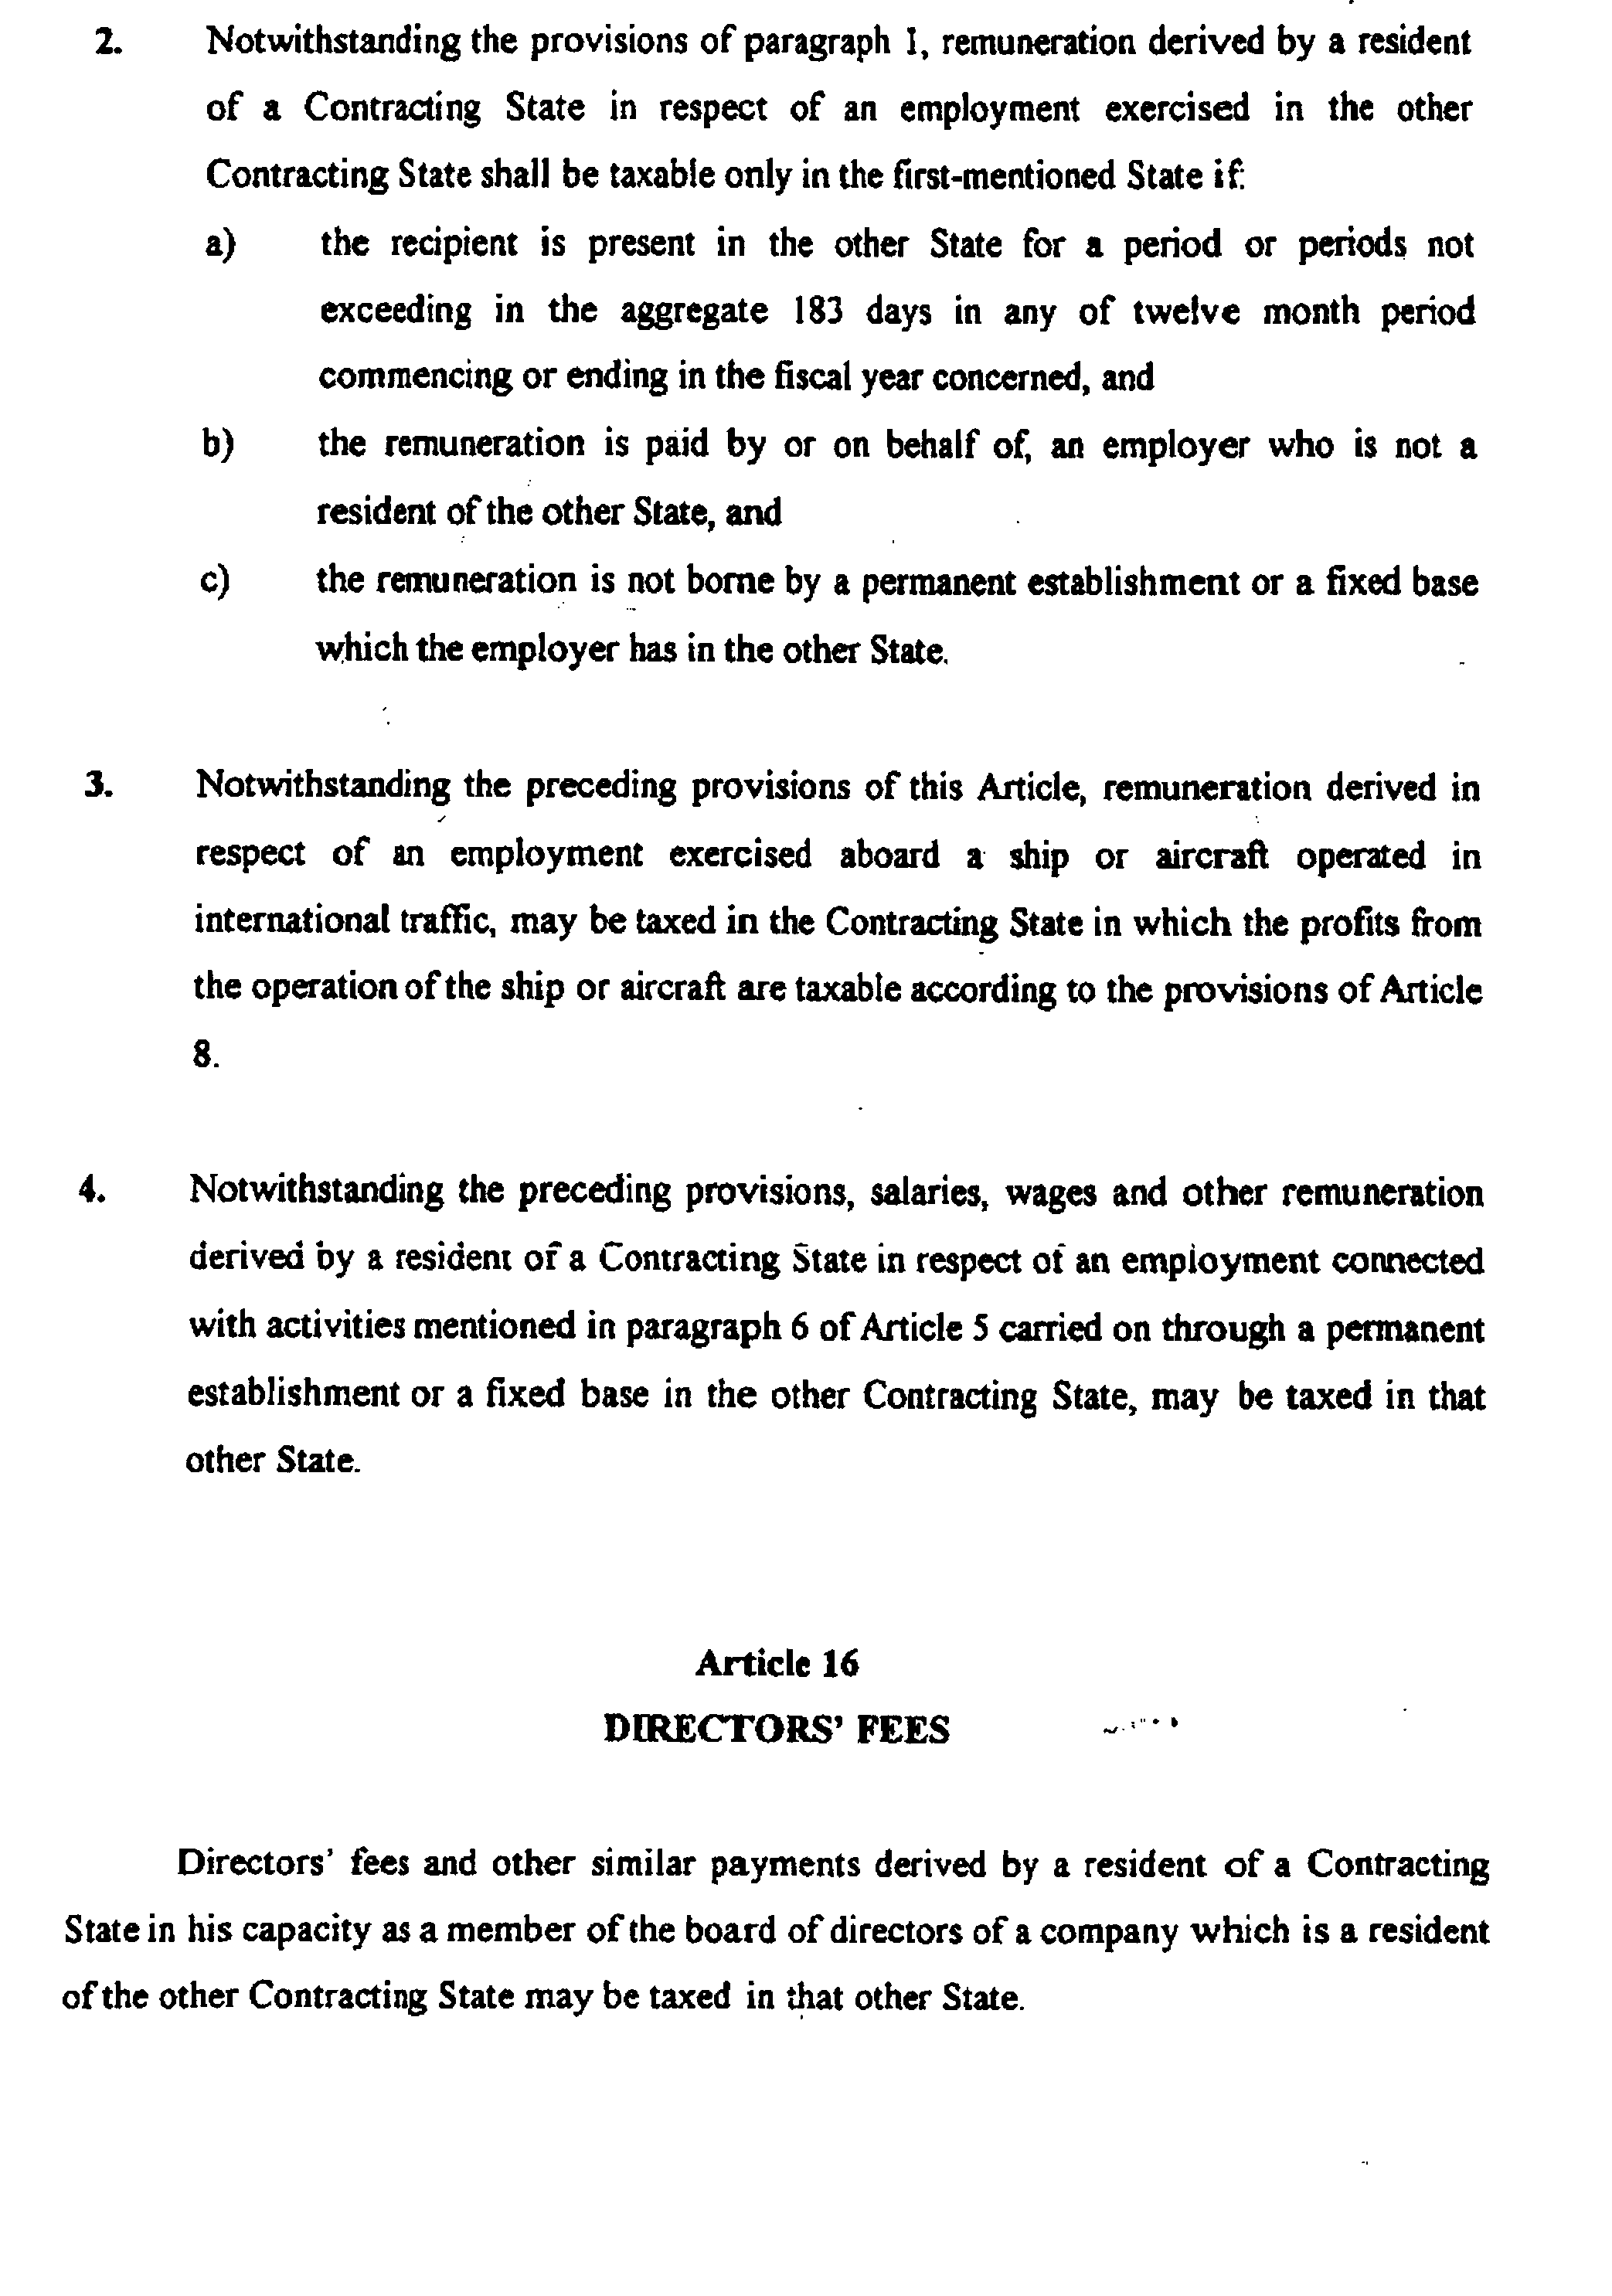 2. Notwithstanding the provisions of paragraph 1, remuneration derived by a resident
of a Contracting State in respect of an employment exercised in the other
Contracting State shall be taxable only in the first-mentioned State if:
a) the recipient is present in the other State for a period or periods not
exceeding in the aggregate 183 days in any of twelve month period
commencing or ending in the fiscal year concerned, and
b) the remuneration is paid by or on behalf of, an employer who is not a
resident of the other State, and
c) the remuneration is not borne by a permanent establishment or a fixed base
which the employer has in the other State.
3. Notwithstanding the preceding provisions of this Article, remuneration derived in
respect of an employment exercised aboard a ship or aircraft operated in
international traffic, may be taxed in the Contracting State in which the profits from
the operation of the ship or aircraft are taxable according to the provisions of Article
8.
4. Notwithstanding the preceding provisions, salaries, wages and other remuneration
derived by a resident of a Contracting State in respect of an employment connected
with activities mentioned in paragraph 6 of Article 5 carried on through a permanent
establishment or a fixed base in the other Contracting State, may be taxed in that
other State.
Article 16
DIRECTORS' FEES
Directors' fees and other similar payments derived by a resident of a Contracting
State in his capacity as a member of the board of directors of a company which is a resident
of the other Contracting State may be taxed in that other State.